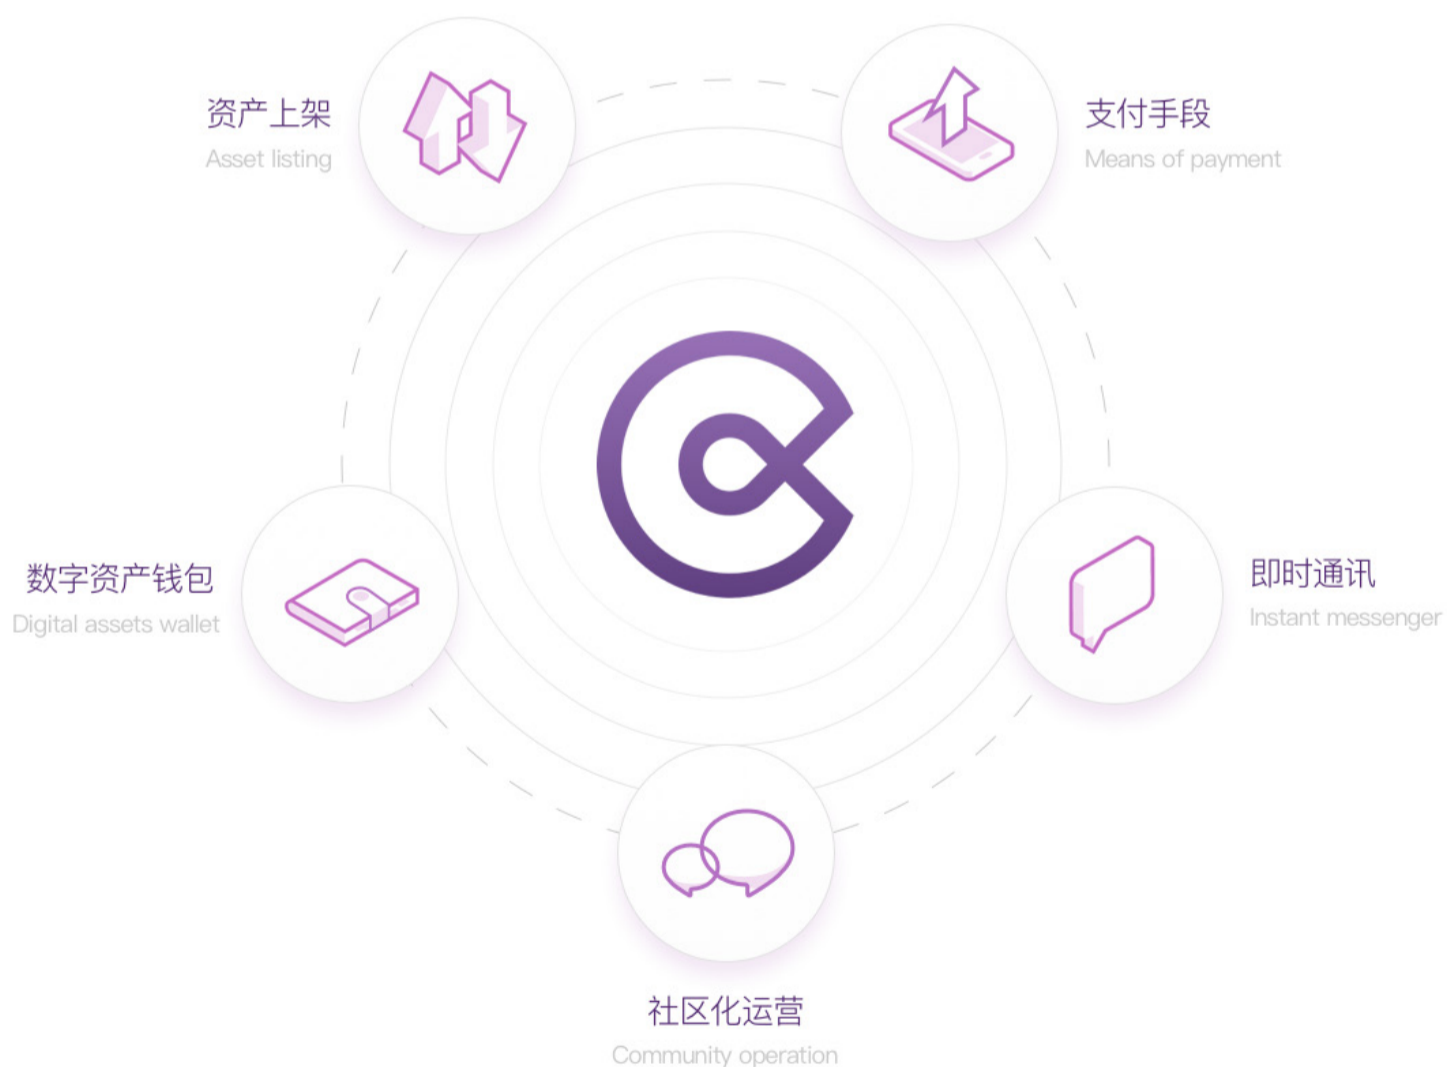 资产上架
Asset listing
支付手段
Means of payment
数字资产钱包
Digital assets wallet
即时通讯
Instant messenger
社区化运营
Community operation